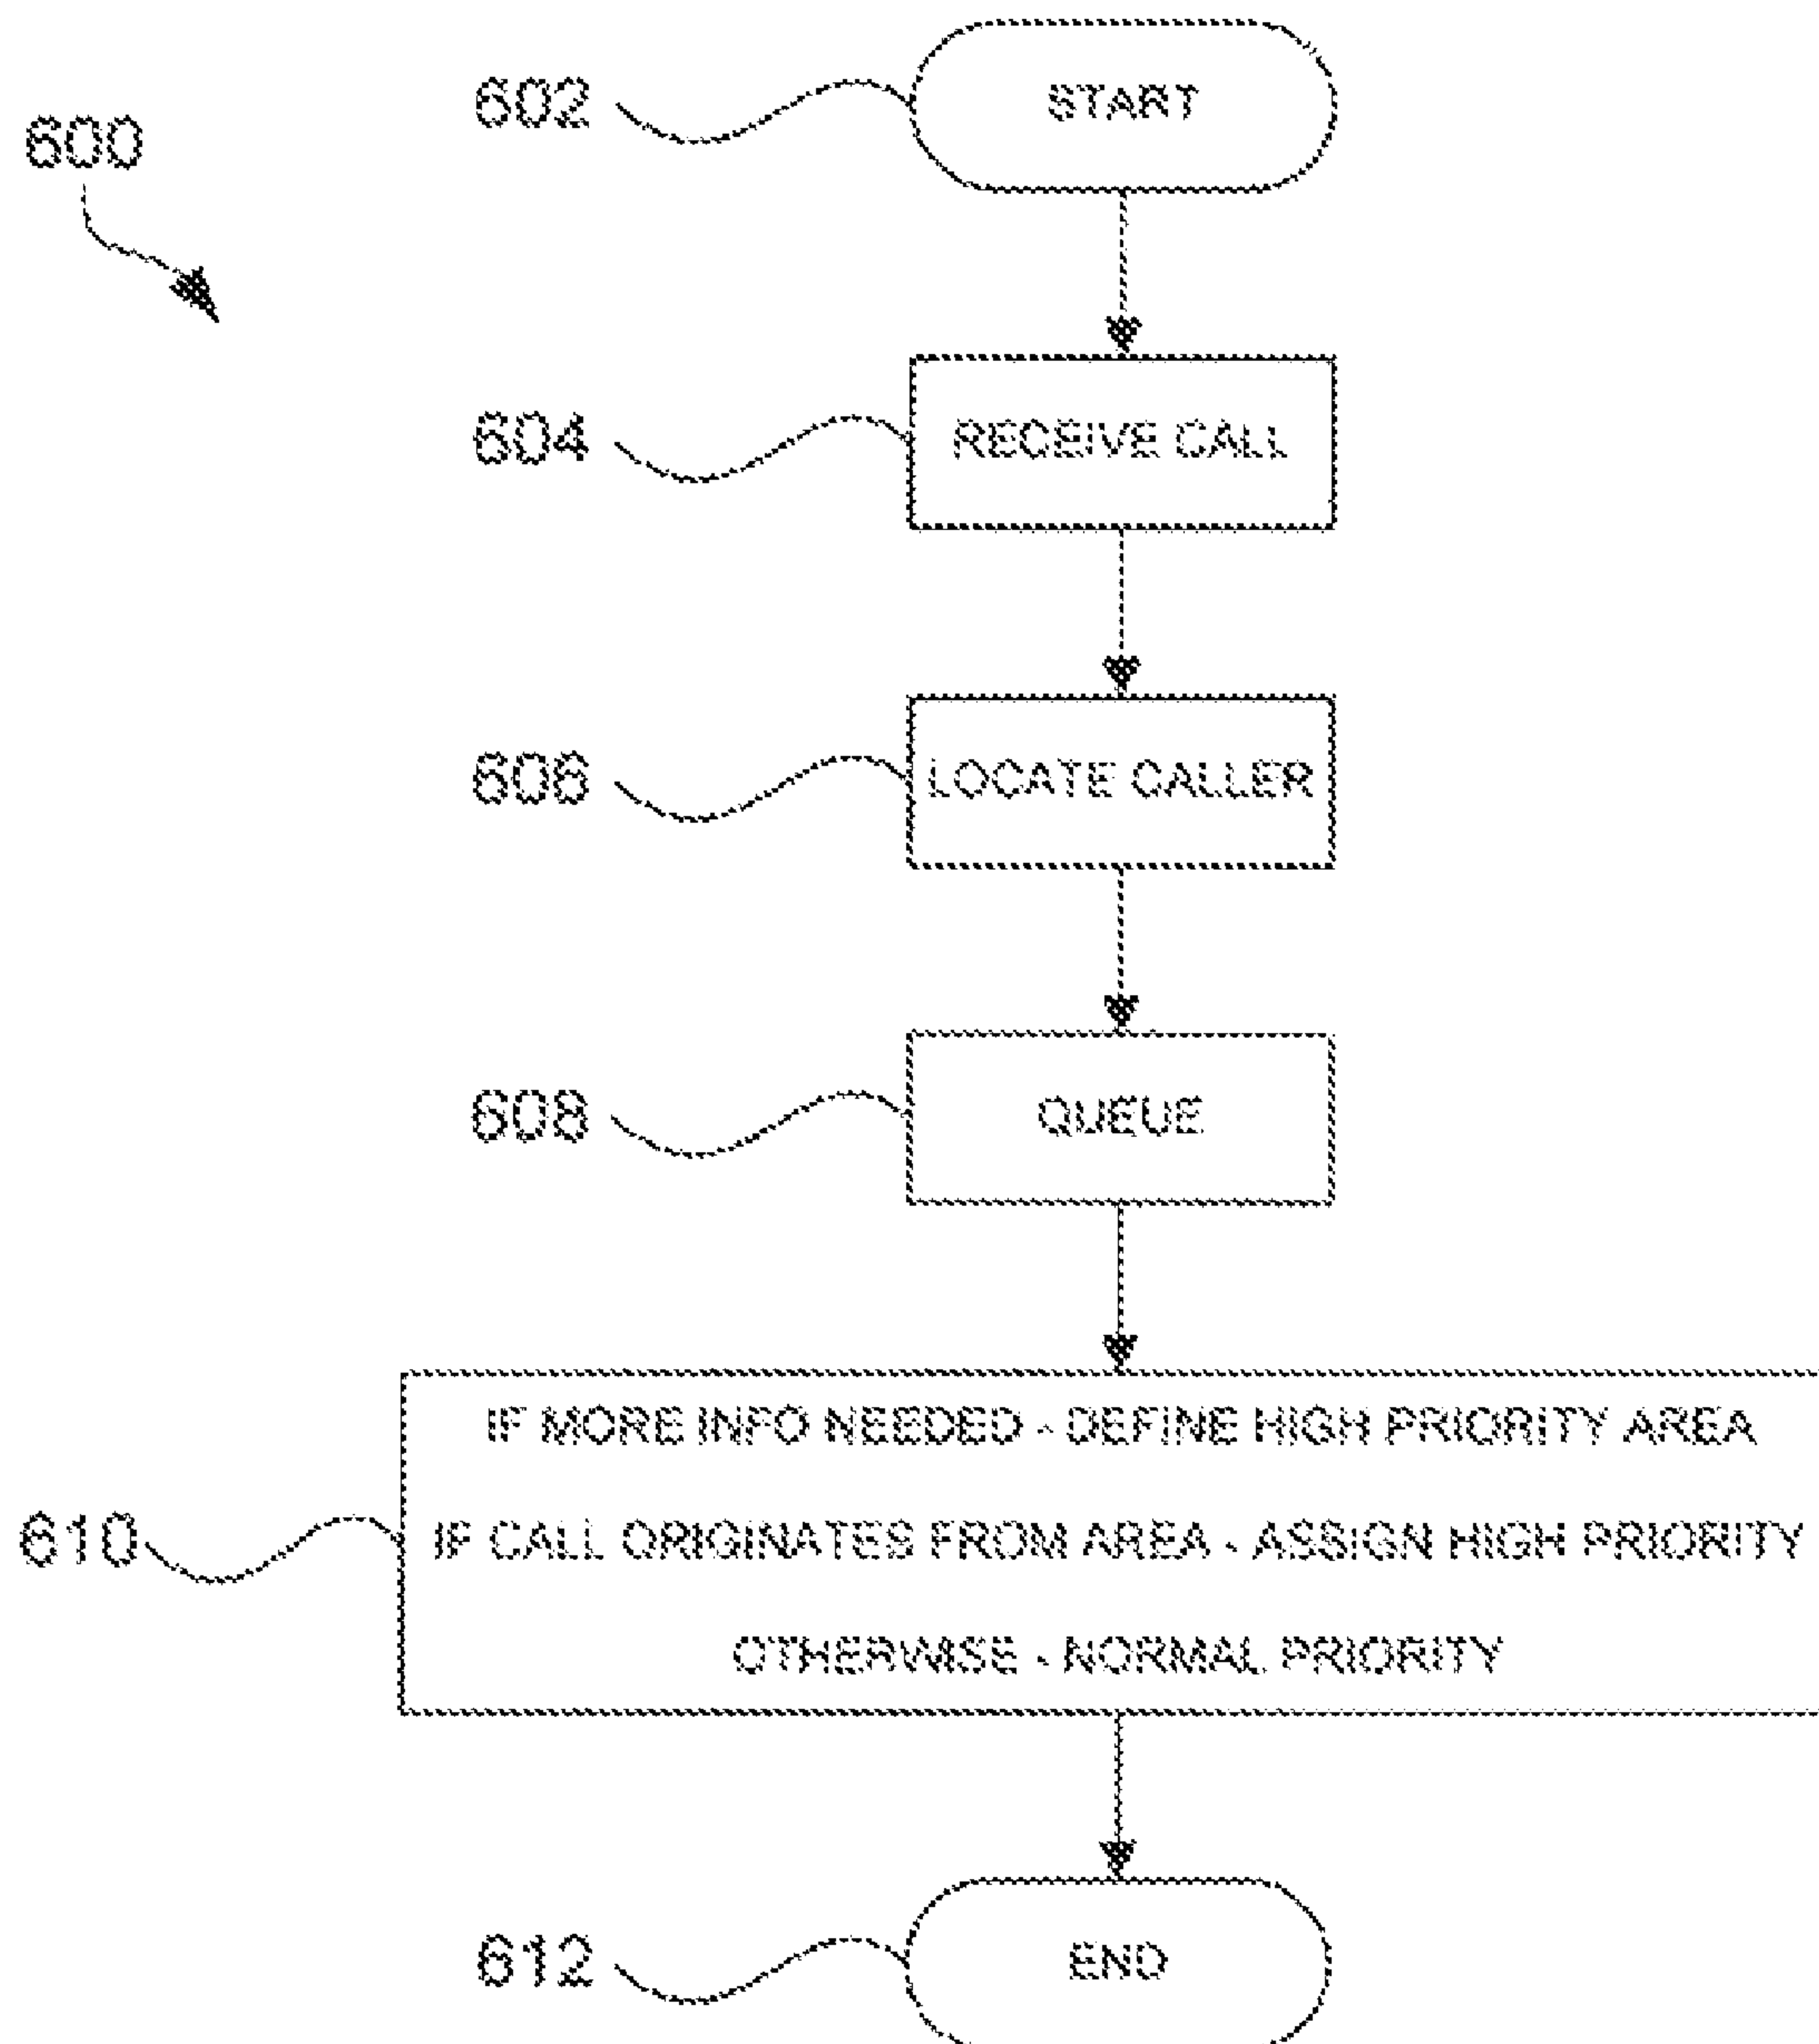 600
602
START
604
RECEIVE CALL
606
LOCATE CALLER
608
QUEUE
610
IF MORE INFO NEEDED - DEFINE HIGH PRIORITY AREA
IF CALL ORIGINATES FROM AREA - ASSIGN HIGH PRIORITY
OTHERWISE - NORMAL PRIORITY
612
END